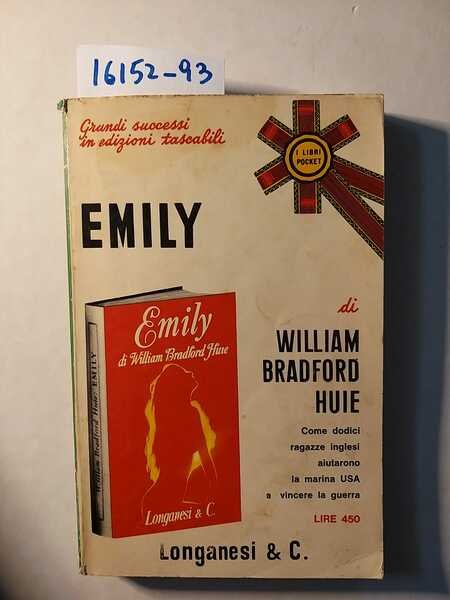 16152-93
Grandi successi
in edizioni tascabili
I LIBRI
POCKET
EMILY
Emily
di William Bradford Huie
William Bradford Huie: EMILY
Longanesi & C.
di
WILLIAM
BRADFORD
HUIE
Come dodici
ragazze inglesi
aiutarono
la marina USA
a vincere la guerra
LIRE 450
Longanesi & C.